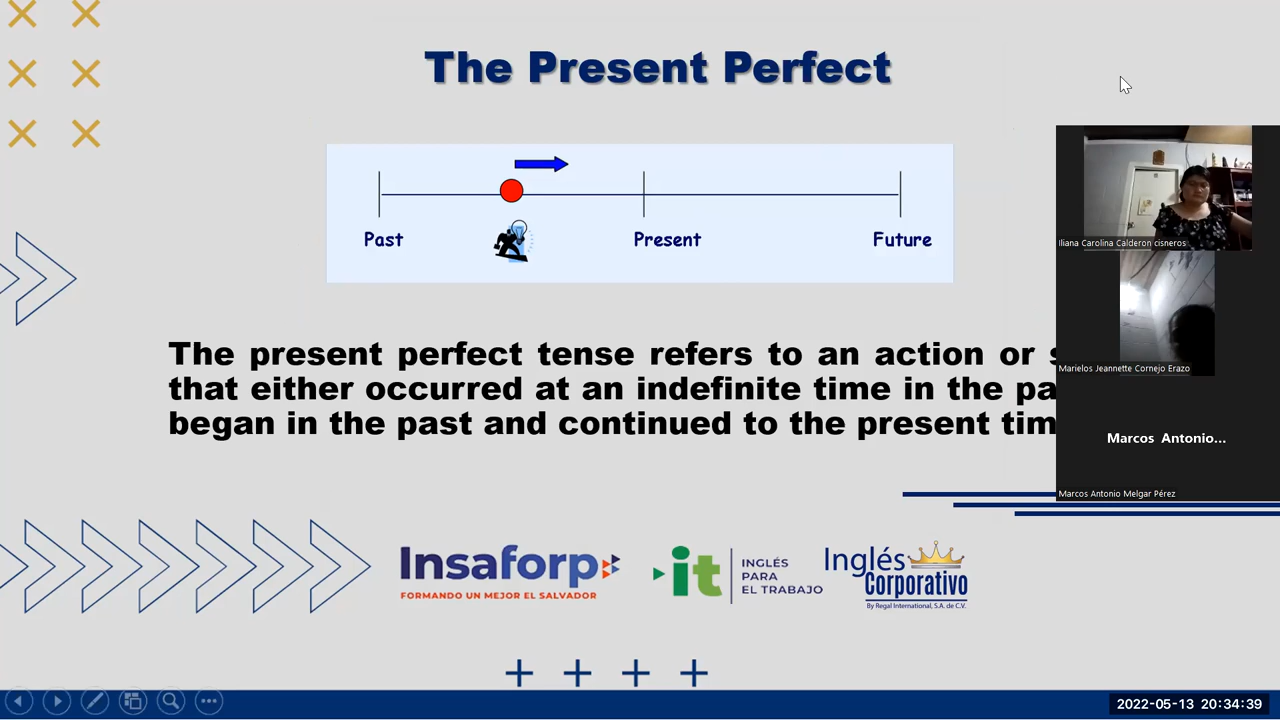 The Present Perfect
Past
Present
Future
The present perfect tense refers to an action or
that either occurred at an indefinite time in the
began in the past and continued to the present
Iliana Carolina Calderon cisneros
Marielos Jeannette Cornejo Erazo
Marcos Antonio...
Marcos Antonio Melgar Pérez
Insaforp
FORMANDO UN MEJOR EL SALVADOR
it
INGLÉS
PARA
EL TRABAJO
Inglés
Corporativo
By Regal International, S.A. de C.V.
2022-05-13 20:34:39